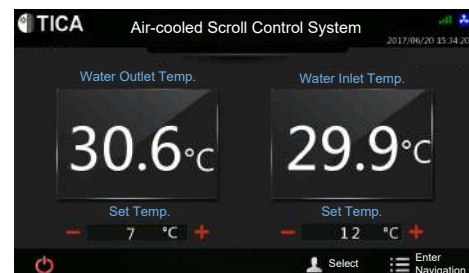 TICA
Air-cooled Scroll Control System
2017/06/20 15:34:20
Water Outlet Temp.
Water Inlet Temp.
30.6°C
29.9°C
Set Temp.
Set Temp.
− 7 °C +
− 12 °C +
Select
Enter
Navigation